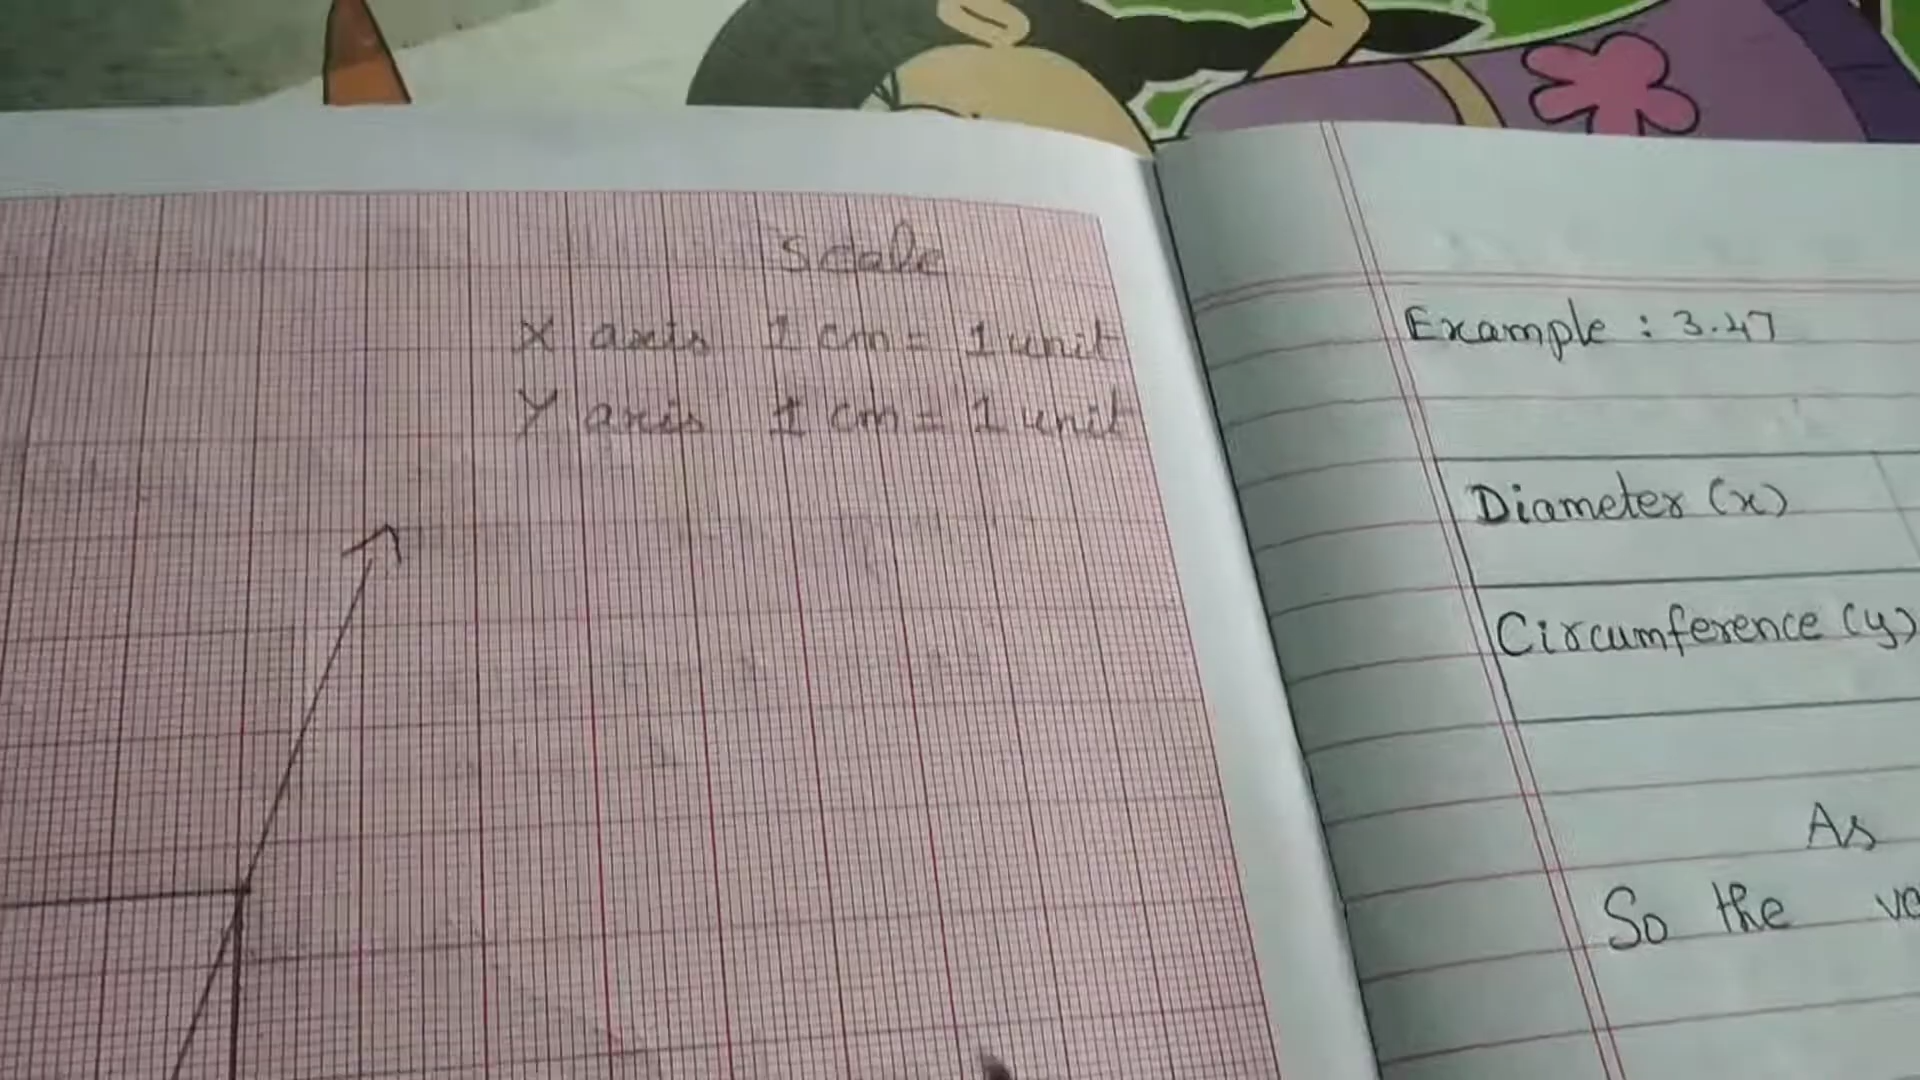 Scale
X axis 1 cm = 1 unit
Y axis 1 cm = 1 unit
Example : 3.47
Diameter (x)
Circumference (y)
As
So the